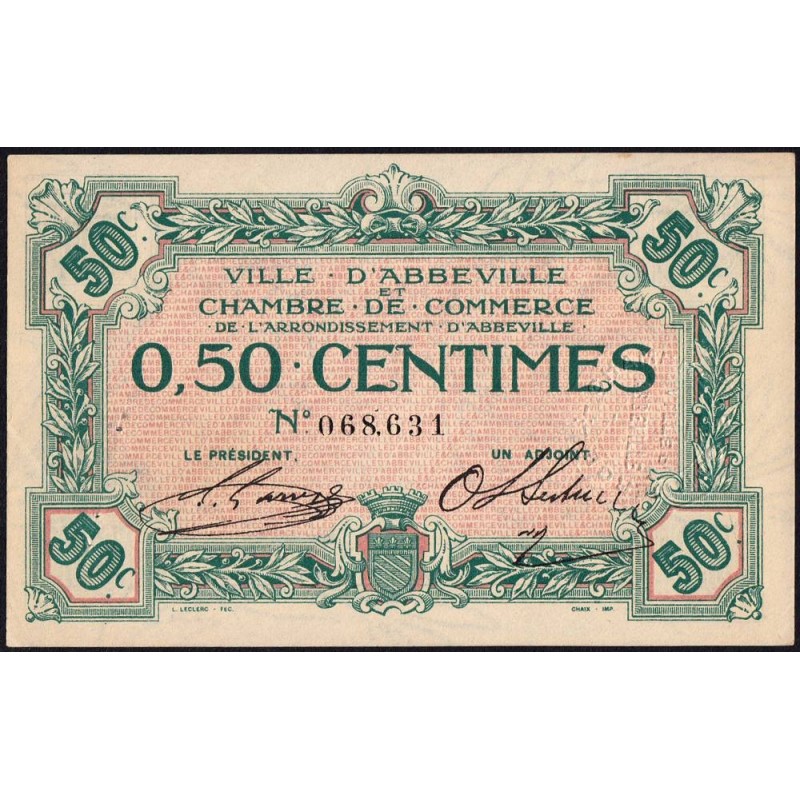 50c.
50c.
VILLE · D'ABBEVILLE
ET
CHAMBRE · DE · COMMERCE
· DE · L'ARRONDISSEMENT · D'ABBEVILLE ·
0,50 · CENTIMES
N° 068,631
LE PRÉSIDENT,
UN ADJOINT,
50c.
50c.
L. LECLERC - FEC.
CHAIX - IMP.